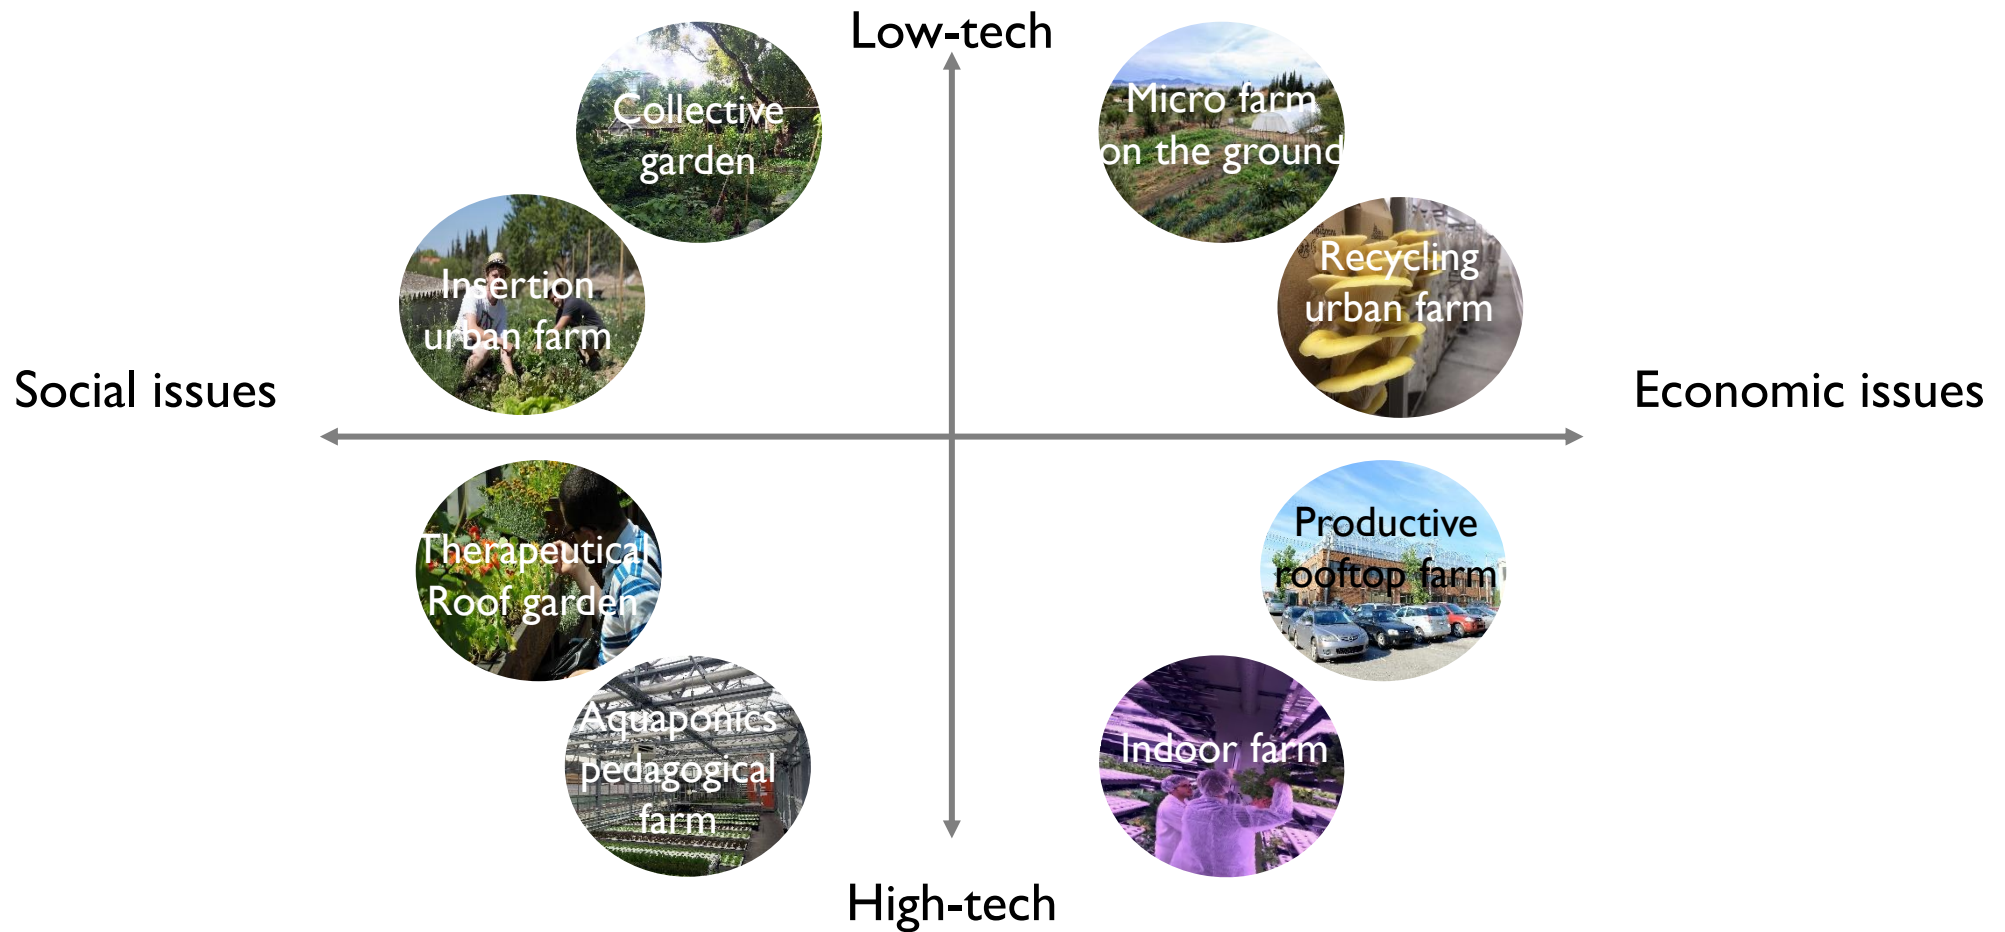 Low-tech
Collective
garden
Micro farm
on the ground
Insertion
urban farm
Recycling
urban farm
Social issues
Economic issues
Therapeutical
Roof garden
Productive
rooftop farm
Aquaponics
pedagogical
farm
Indoor farm
High-tech